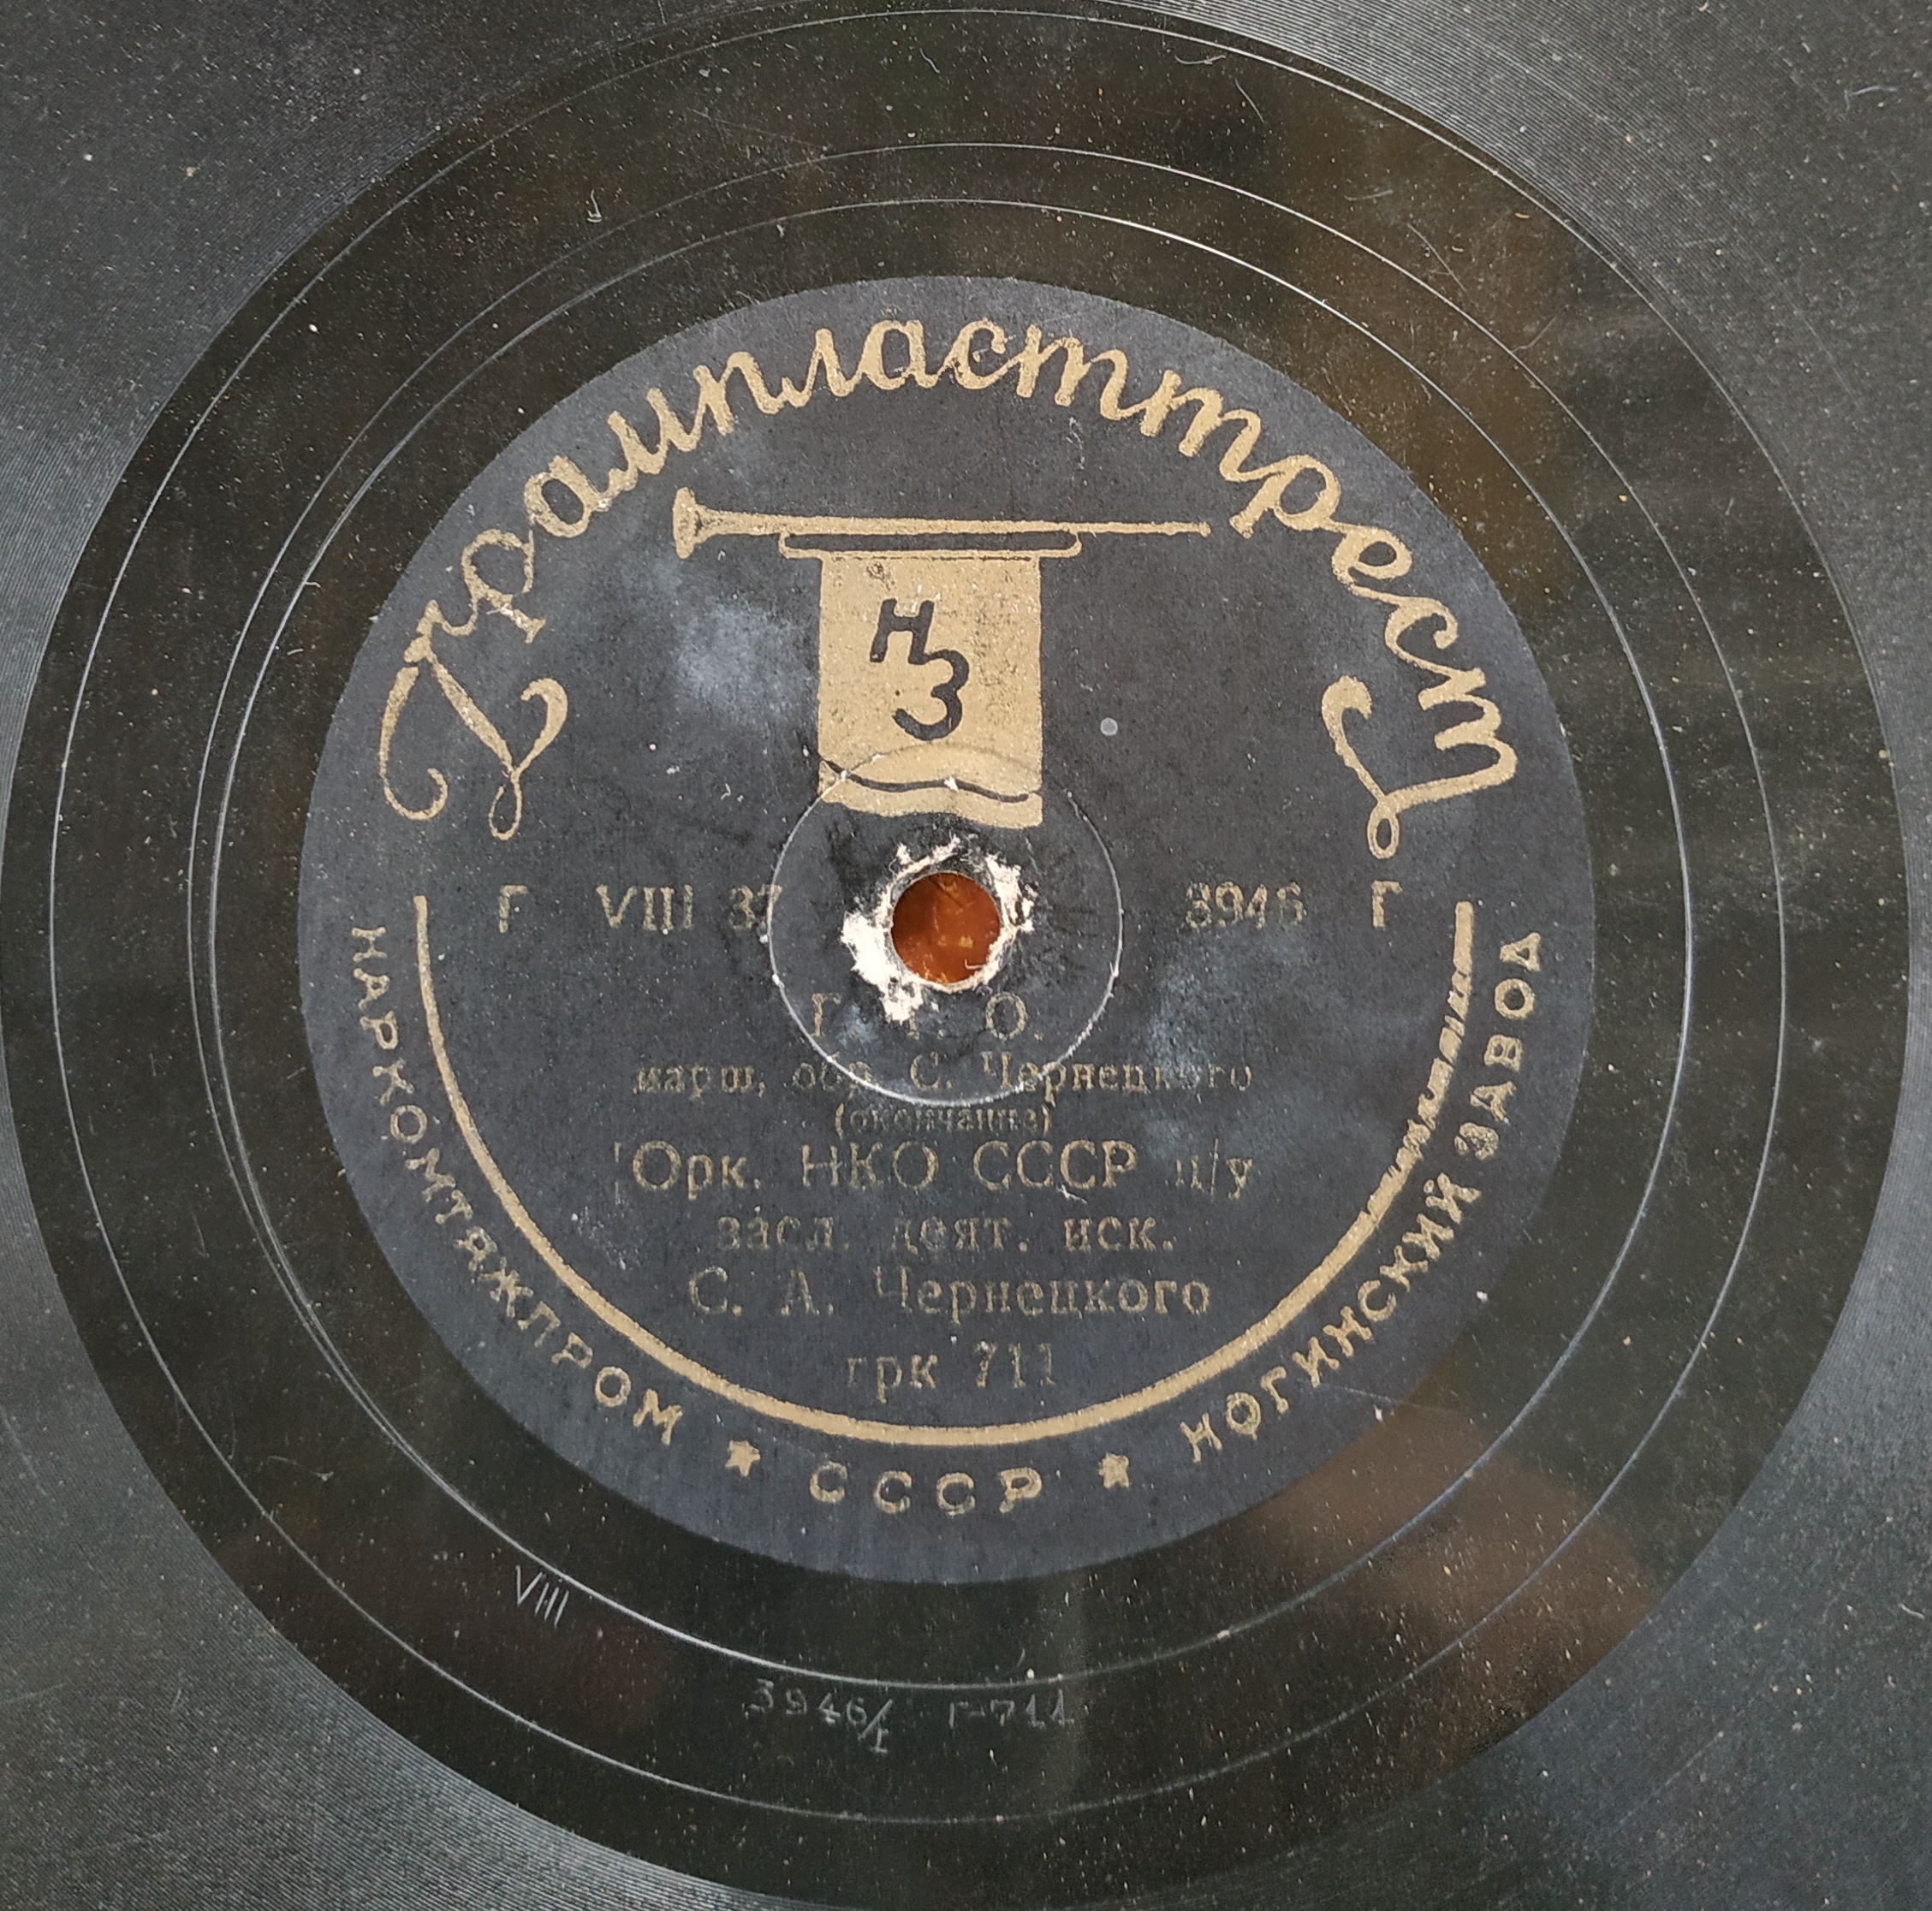 Грампласттрест
НЗ
Г VIII 37 3946 Г
Г. Т. О.
марш, обр. С. Чернецкого
(окончание)
Орк. НКО СССР п/у
засл. деят. иск.
С. А. Чернецкого
грк 711
НАРКОМТЯЖПРОМ ★ СССР ★ НОГИНСКИЙ ЗАВОД
VIII
3946/1 Г-711